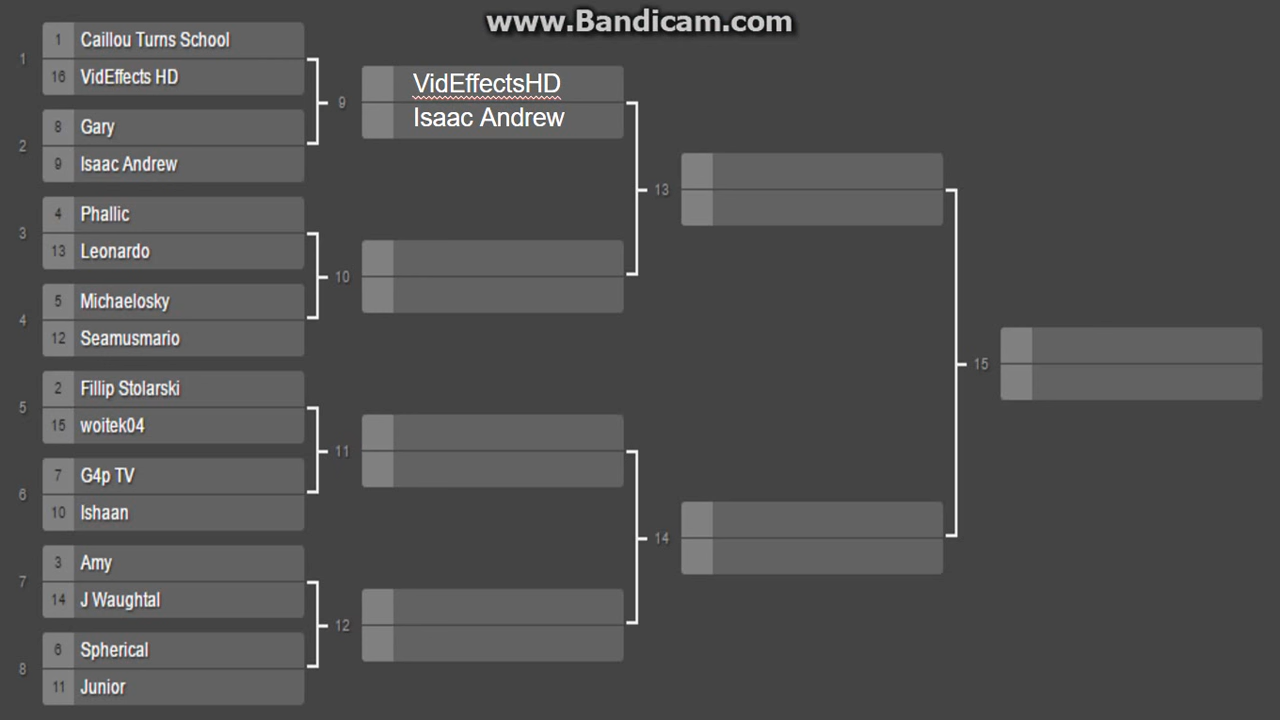 www.Bandicam.com
1
1 Caillou Turns School
16 VidEffects HD
2
8 Gary
9 Isaac Andrew
3
4 Phallic
13 Leonardo
4
5 Michaelosky
12 Seamusmario
5
2 Fillip Stolarski
15 woitek04
6
7 G4p TV
10 Ishaan
7
3 Amy
14 J Waughtal
8
6 Spherical
11 Junior
9
VidEffectsHD
Isaac Andrew
10
11
12
13
14
15